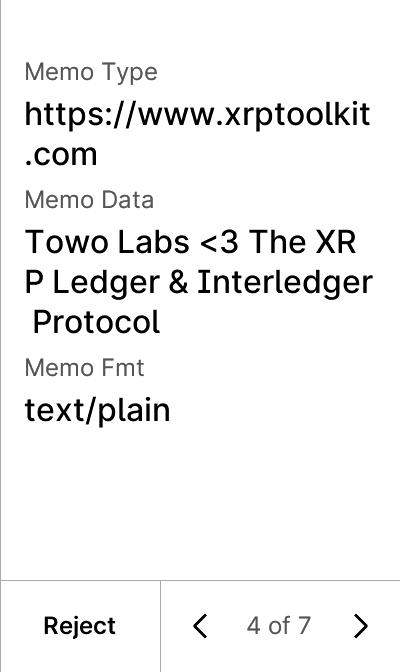 Memo Type
https://www.xrptoolkit
.com
Memo Data
Towo Labs <3 The XR
P Ledger & Interledger
Protocol
Memo Fmt
text/plain
Reject
4 of 7